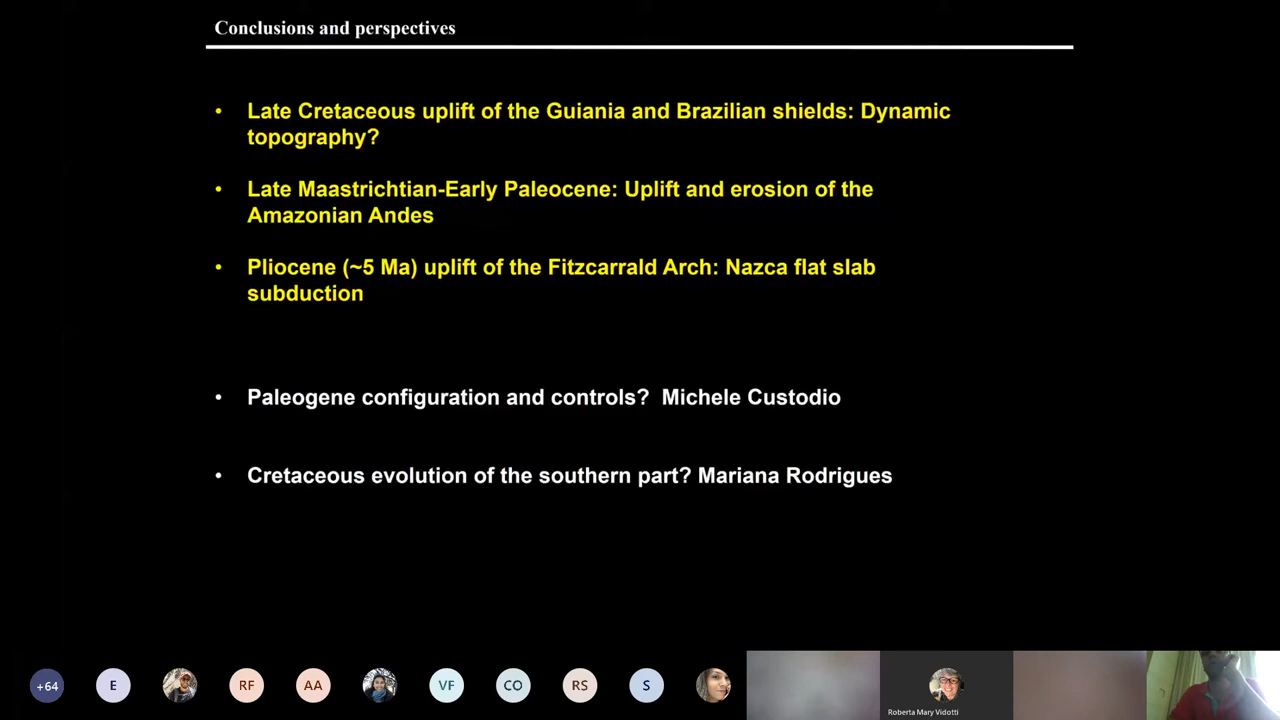 Conclusions and perspectives
• Late Cretaceous uplift of the Guiania and Brazilian shields: Dynamic
topography?
• Late Maastrichtian-Early Paleocene: Uplift and erosion of the
Amazonian Andes
• Pliocene (~5 Ma) uplift of the Fitzcarrald Arch: Nazca flat slab
subduction
• Paleogene configuration and controls? Michele Custodio
• Cretaceous evolution of the southern part? Mariana Rodrigues
+64 E RF AA VF CO RS S
Roberta Mary Vidotti